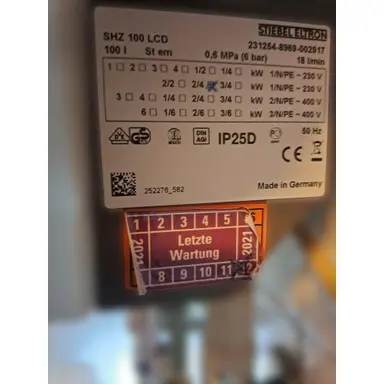 STIEBEL ELTRON
SHZ 100 LCD 231254-8969-002917
100 l St em 0,6 MPa (6 bar) 18 l/min
1 ☐ 2 ☐ 3 ☐ 4 ☐ 1/2 ☐ 1/4 ☐ kW 1/N/PE ~ 230 V
2/2 ☐ 2/4 ☒ 3/4 ☐ kW 1/N/PE ~ 230 V
3 ☐ 4 ☐ 1/4 ☐ 2/4 ☐ 3/4 ☐ kW 2/N/PE ~ 400 V
6 ☐ 1/6 ☐ 2/6 ☐ 3/6 ☐ kW 3/N/PE ~ 400 V
50 Hz
GS DIN AGI IP25D CE
252276_582 Made in Germany
1 2 3 4 5 6
2021 Letzte Wartung 2021
8 9 10 11 12